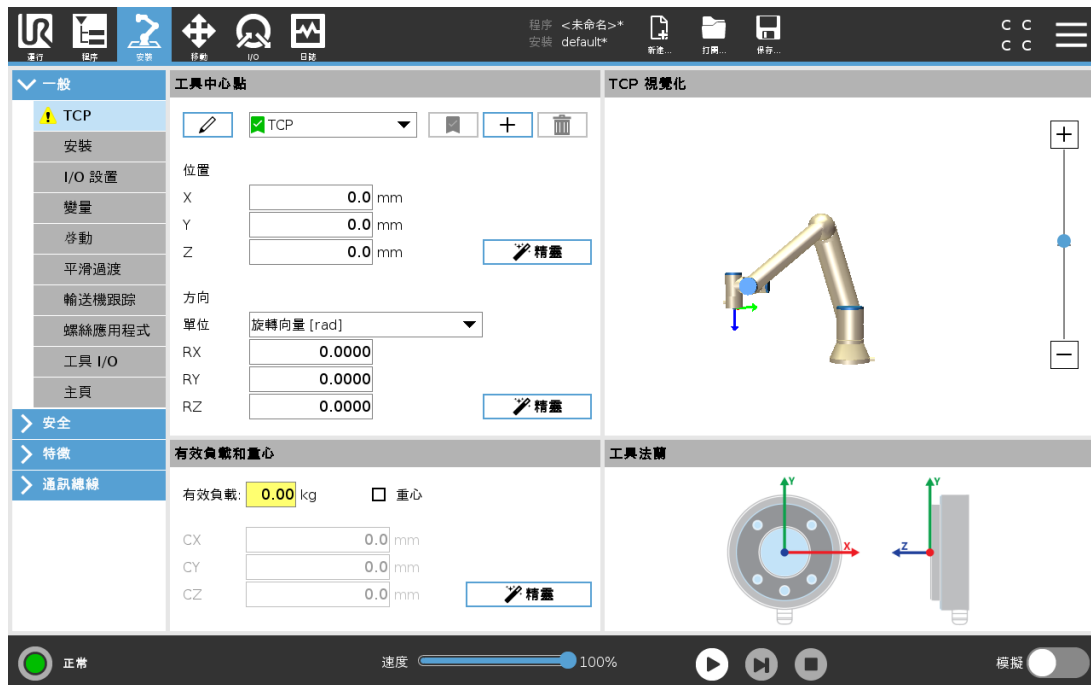 程序 <未命名>*
安裝 default*
C C
C C
運行
程序
安裝
移動
I/O
日誌
新建...
打開...
保存...
一般
TCP
安裝
I/O 設置
變量
啓動
平滑過渡
輸送機跟踪
螺絲應用程式
工具 I/O
主頁
安全
特徵
通訊總線
工具中心點
TCP
位置
X 0.0 mm
Y 0.0 mm
Z 0.0 mm
精靈
方向
單位 旋轉向量 [rad]
RX 0.0000
RY 0.0000
RZ 0.0000
精靈
TCP 視覺化
有效負載和重心
有效負載: 0.00 kg 重心
CX 0.0 mm
CY 0.0 mm
CZ 0.0 mm
精靈
工具法蘭
Y Y
X Z
正常
速度 100%
模擬